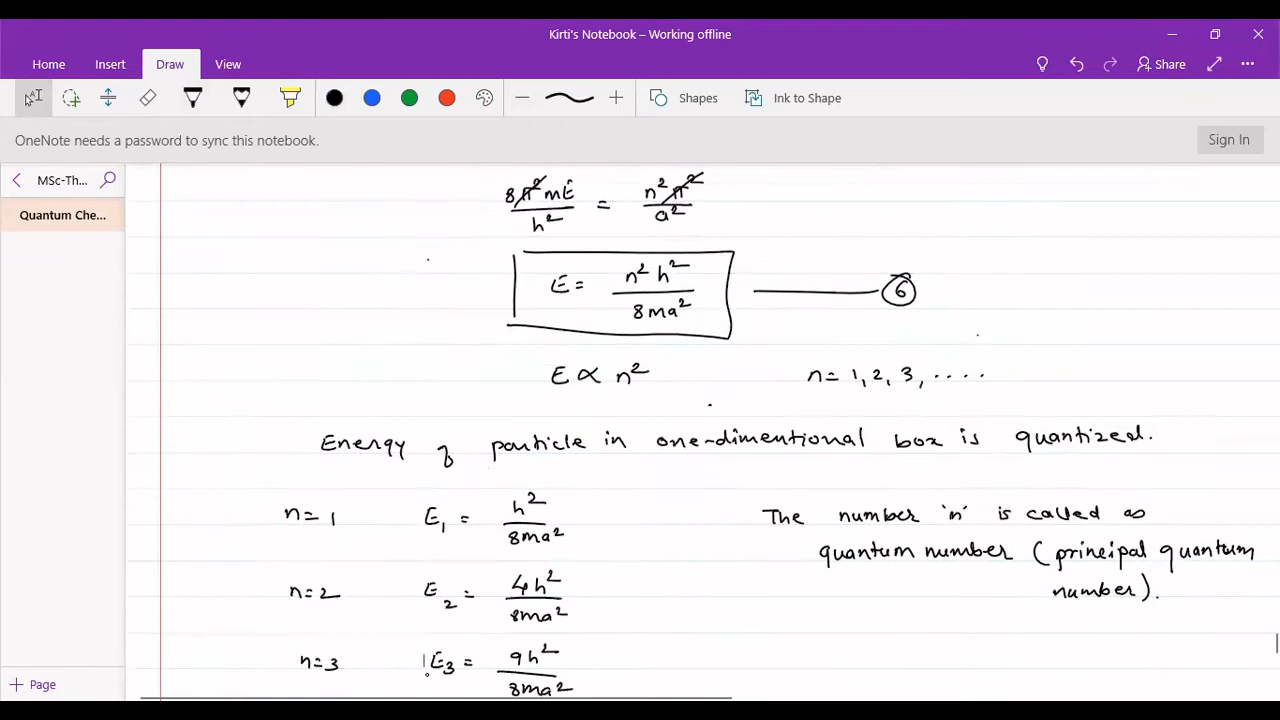 Kirti's Notebook – Working offline
Home Insert Draw View Share
Shapes Ink to Shape
OneNote needs a password to sync this notebook. Sign In
MSc-Th...
Quantum Che...
8π²mE/h² = n²π²/a²
E = n²h²/8ma² ——— ⑥
E ∝ n² n = 1, 2, 3, ....
Energy of particle in one-dimentional box is quantized.
n = 1 E₁ = h²/8ma²
The number 'n' is called as
quantum number (principal quantum
number).
n = 2 E₂ = 4h²/8ma²
n = 3 E₃ = 9h²/8ma²
+ Page